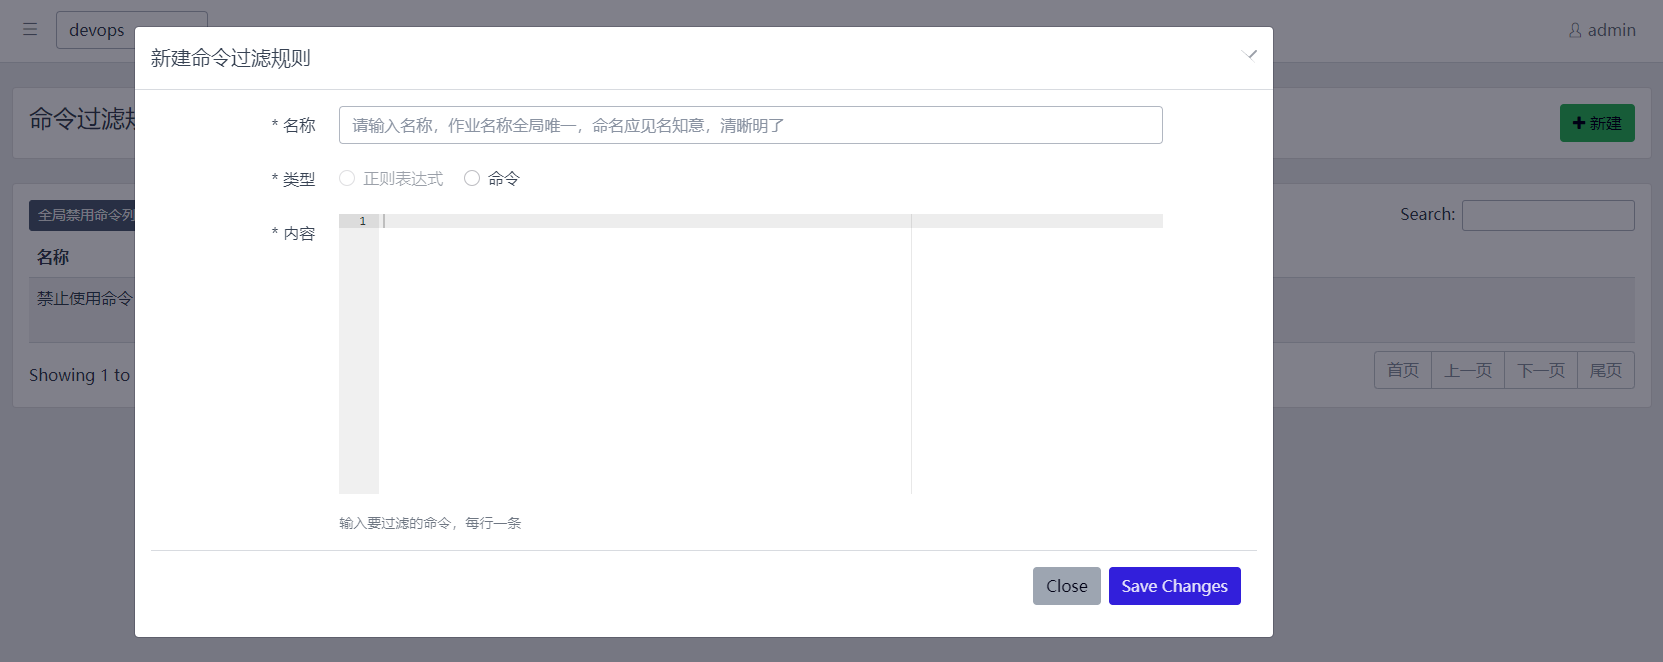 devops
admin
新建命令过滤规则
命令过滤
新建
* 名称
请输入名称，作业名称全局唯一，命名应见名知意，清晰明了
* 类型
正则表达式
命令
全局禁用命令列
Search:
* 内容
1
名称
禁止使用命令
Showing 1 to
首页
上一页
下一页
尾页
输入要过滤的命令，每行一条
Close
Save Changes